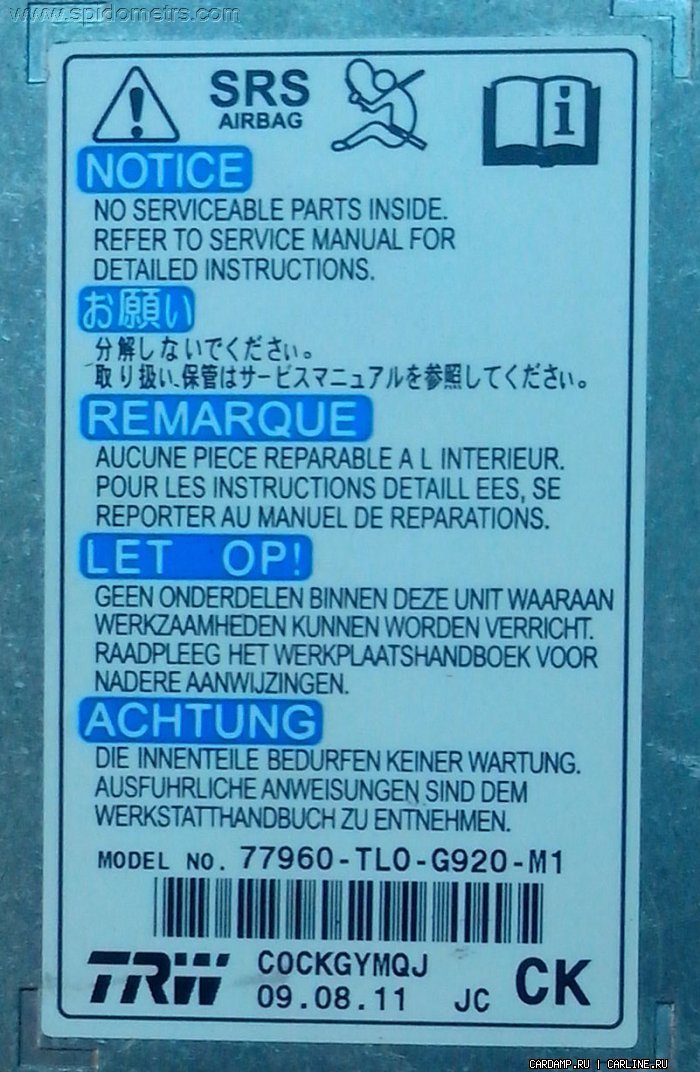 www.spidometrs.com
SRS
AIRBAG
i
NOTICE
NO SERVICEABLE PARTS INSIDE.
REFER TO SERVICE MANUAL FOR
DETAILED INSTRUCTIONS.
お願い
分解しないでください。
取り扱い、保管はサービスマニュアルを参照してください。
REMARQUE
AUCUNE PIECE REPARABLE A L INTERIEUR.
POUR LES INSTRUCTIONS DETAILL EES, SE
REPORTER AU MANUEL DE REPARATIONS.
LET OP!
GEEN ONDERDELEN BINNEN DEZE UNIT WAARAAN
WERKZAAMHEDEN KUNNEN WORDEN VERRICHT.
RAADPLEEG HET WERKPLAATSHANDBOEK VOOR
NADERE AANWIJZINGEN.
ACHTUNG
DIE INNENTEILE BEDURFEN KEINER WARTUNG.
AUSFUHRLICHE ANWEISUNGEN SIND DEM
WERKSTATTHANDBUCH ZU ENTNEHMEN.
MODEL NO. 77960-TL0-G920-M1
TRW C0CKGYMQJ CK
09.08.11 JC
CARDAMP.RU | CARLINE.RU